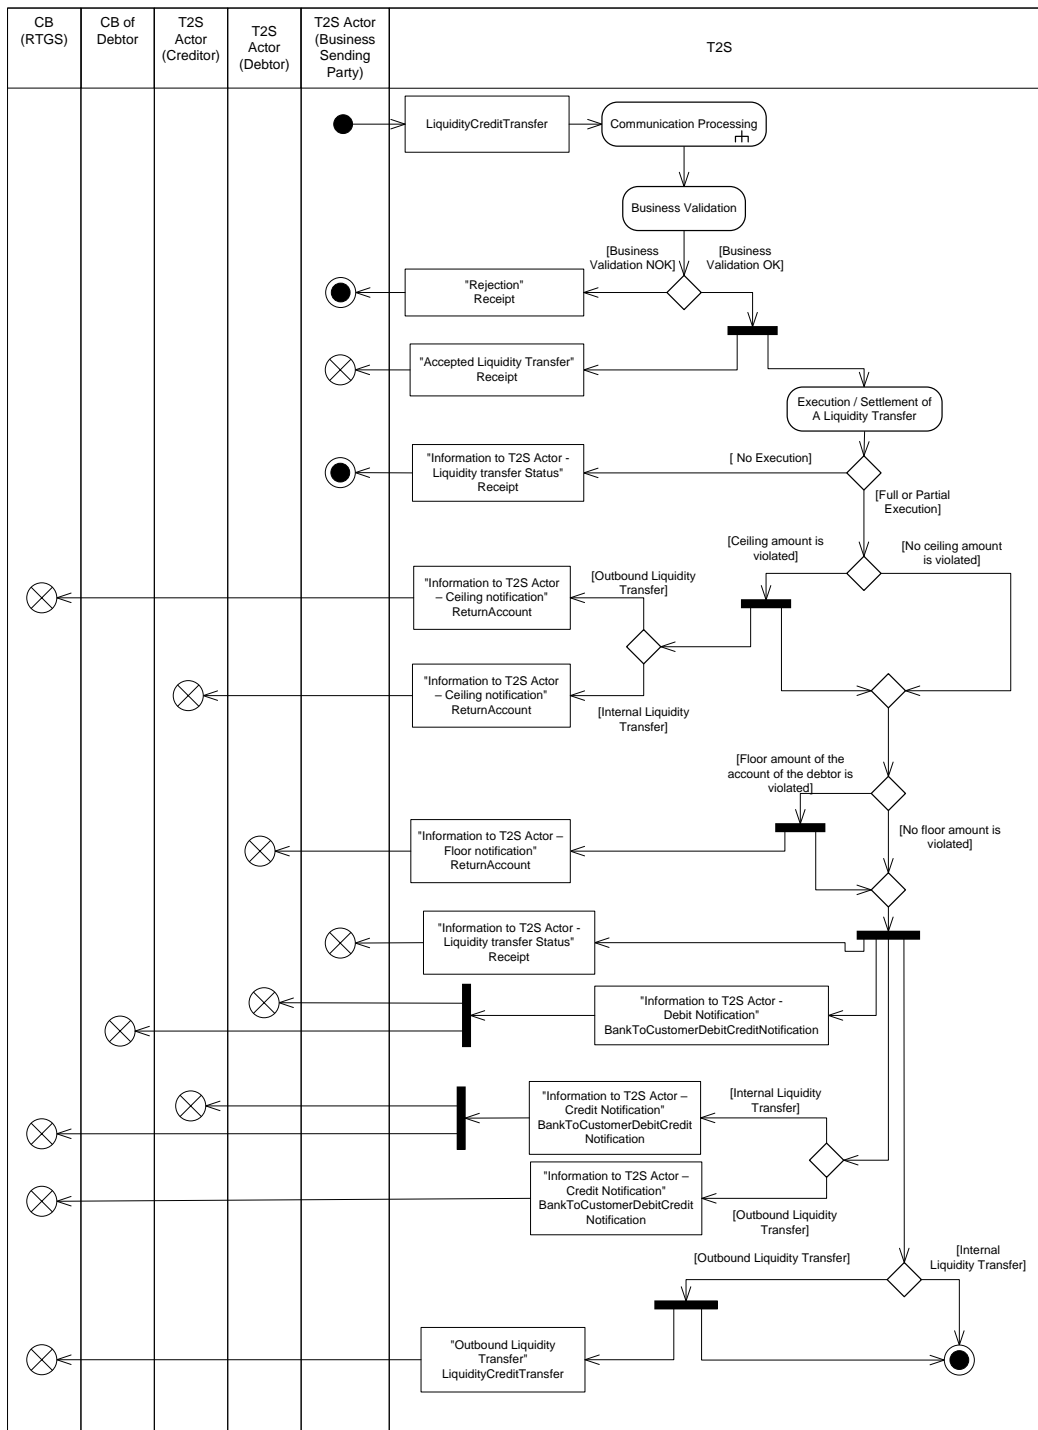 CB
(RTGS)
CB of
Debtor
T2S
Actor
(Creditor)
T2S
Actor
(Debtor)
T2S Actor
(Business
Sending
Party)
T2S
LiquidityCreditTransfer
Communication Processing
Business Validation
[Business
Validation NOK]
[Business
Validation OK]
"Rejection"
Receipt
"Accepted Liquidity Transfer"
Receipt
Execution / Settlement of
A Liquidity Transfer
"Information to T2S Actor -
Liquidity transfer Status"
Receipt
[ No Execution]
[Full or Partial
Execution]
[Ceiling amount is
violated]
[No ceiling amount
is violated]
"Information to T2S Actor
– Ceiling notification"
ReturnAccount
[Outbound Liquidity
Transfer]
"Information to T2S Actor
– Ceiling notification"
ReturnAccount
[Internal Liquidity
Transfer]
[Floor amount of the
account of the debtor is
violated]
"Information to T2S Actor –
Floor notification"
ReturnAccount
[No floor amount is
violated]
"Information to T2S Actor -
Liquidity transfer Status"
Receipt
"Information to T2S Actor -
Debit Notification"
BankToCustomerDebitCreditNotification
"Information to T2S Actor –
Credit Notification"
BankToCustomerDebitCredit
Notification
[Internal Liquidity
Transfer]
"Information to T2S Actor –
Credit Notification"
BankToCustomerDebitCredit
Notification
[Outbound Liquidity
Transfer]
[Outbound Liquidity Transfer]
[Internal
Liquidity Transfer]
"Outbound Liquidity
Transfer"
LiquidityCreditTransfer